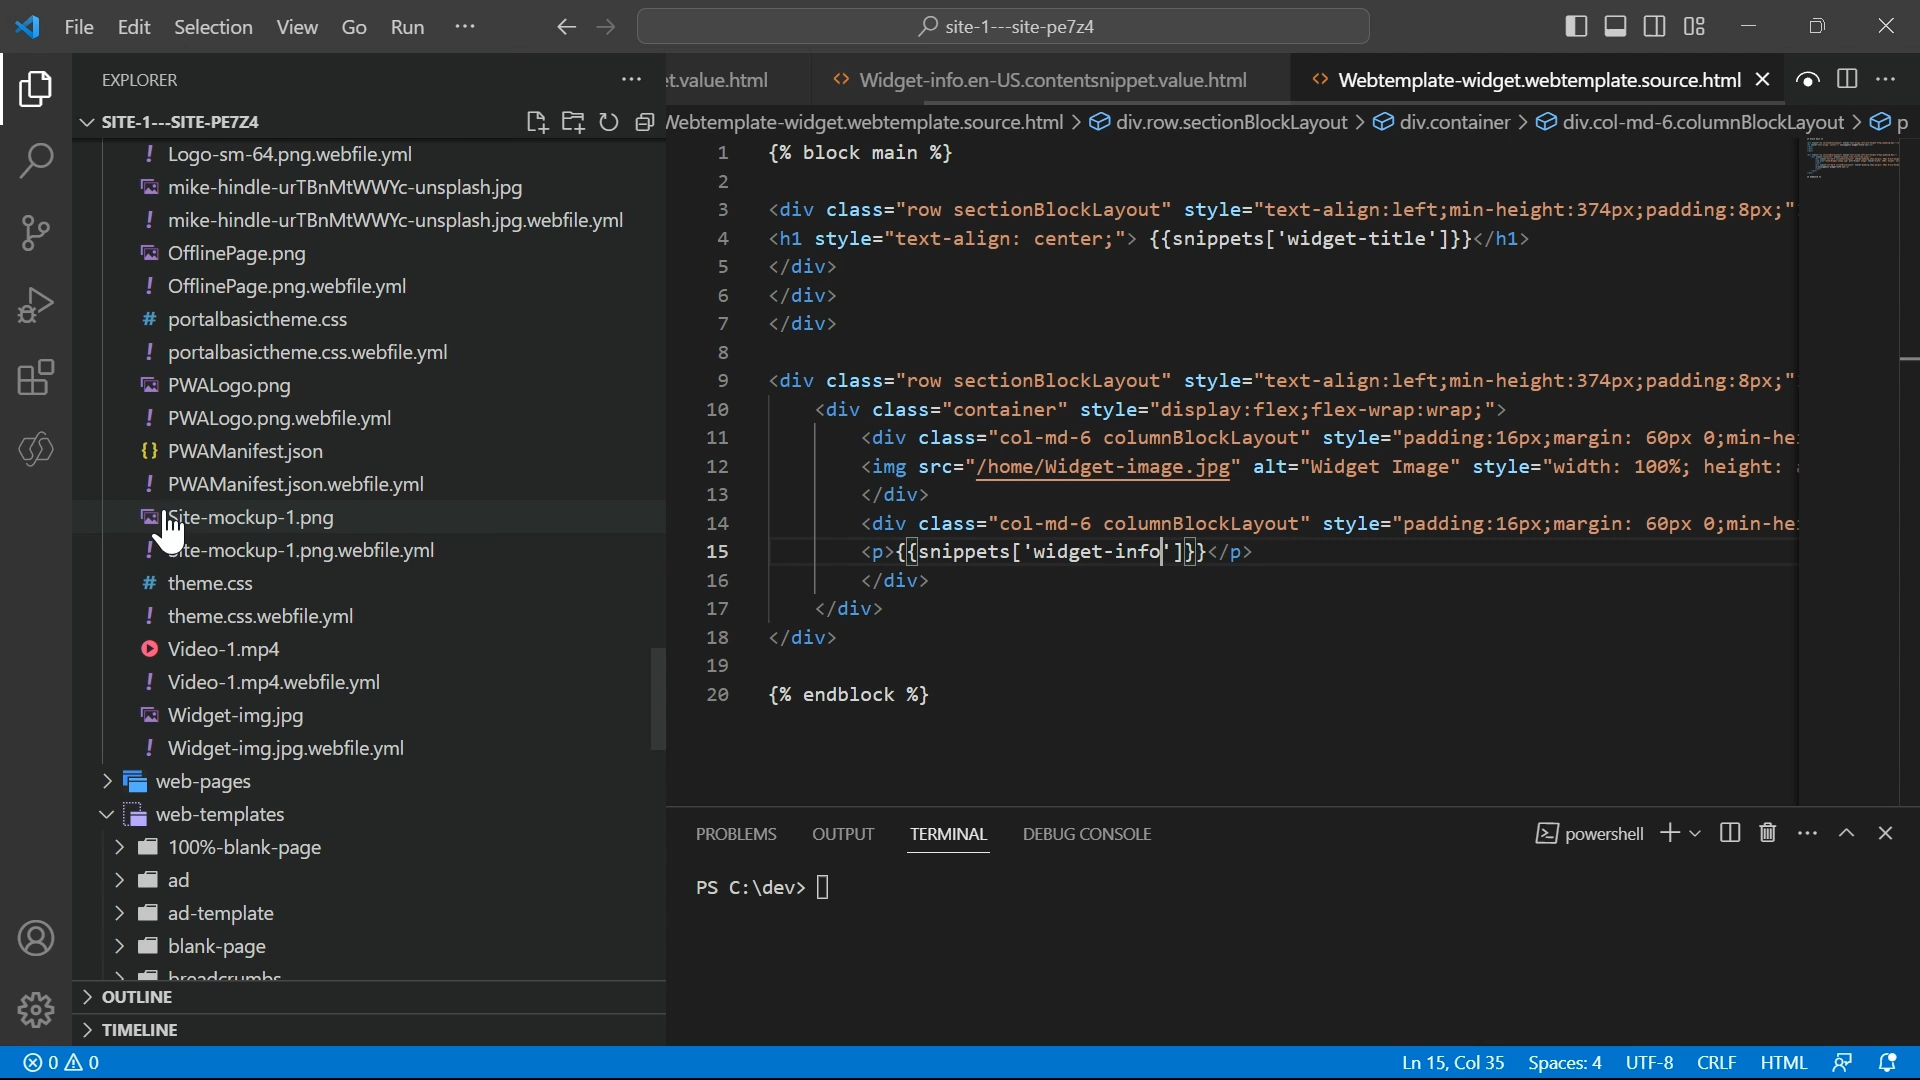 File Edit Selection View Go Run ··· site-1---site-pe7z4
EXPLORER
SITE-1---SITE-PE7Z4
Logo-sm-64.png.webfile.yml
mike-hindle-urTBnMtWWYc-unsplash.jpg
mike-hindle-urTBnMtWWYc-unsplash.jpg.webfile.yml
OfflinePage.png
OfflinePage.png.webfile.yml
portalbasictheme.css
portalbasictheme.css.webfile.yml
PWALogo.png
PWALogo.png.webfile.yml
PWAManifest.json
PWAManifest.json.webfile.yml
Site-mockup-1.png
Site-mockup-1.png.webfile.yml
theme.css
theme.css.webfile.yml
Video-1.mp4
Video-1.mp4.webfile.yml
Widget-img.jpg
Widget-img.jpg.webfile.yml
web-pages
web-templates
100%-blank-page
ad
ad-template
blank-page
breadcrumbs
OUTLINE
TIMELINE
et.value.html Widget-info.en-US.contentsnippet.value.html Webtemplate-widget.webtemplate.source.html
Webtemplate-widget.webtemplate.source.html > div.row.sectionBlockLayout > div.container > div.col-md-6.columnBlockLayout > p
1 {% block main %}
2
3 <div class="row sectionBlockLayout" style="text-align:left;min-height:374px;padding:8px;"
4 <h1 style="text-align: center;"> {{snippets['widget-title']}}</h1>
5 </div>
6 </div>
7 </div>
8
9 <div class="row sectionBlockLayout" style="text-align:left;min-height:374px;padding:8px;"
10 <div class="container" style="display:flex;flex-wrap:wrap;">
11 <div class="col-md-6 columnBlockLayout" style="padding:16px;margin: 60px 0;min-he
12 <img src="/home/Widget-image.jpg" alt="Widget Image" style="width: 100%; height:
13 </div>
14 <div class="col-md-6 columnBlockLayout" style="padding:16px;margin: 60px 0;min-he
15 <p>{{snippets['widget-info']}}</p>
16 </div>
17 </div>
18 </div>
19
20 {% endblock %}
PROBLEMS OUTPUT TERMINAL DEBUG CONSOLE powershell
PS C:\dev>
0 0 Ln 15, Col 35 Spaces: 4 UTF-8 CRLF HTML